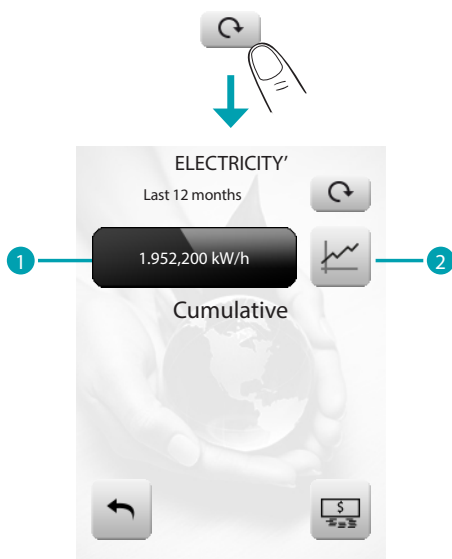 ELECTRICITY'
Last 12 months
1
1.952,200 kW/h
2
Cumulative
$